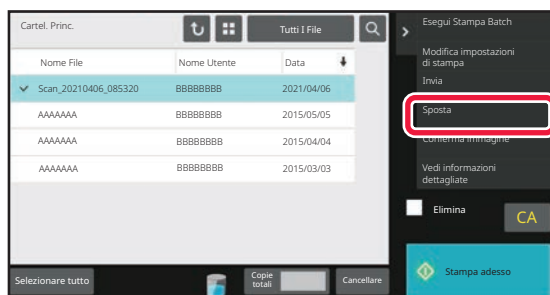 Cartel. Princ.
Tutti I File
Nome File Nome Utente Data
Scan_20210406_085320 BBBBBBBB 2021/04/06
AAAAAAA BBBBBBBB 2015/05/05
AAAAAAA BBBBBBBB 2015/04/04
AAAAAAA BBBBBBBB 2015/03/03
Selezionare tutto
Copie
totali
Cancellare
Esegui Stampa Batch
Modifica impostazioni
di stampa
Invia
Sposta
Conferma immagine
Vedi informazioni
dettagliate
Elimina
CA
Stampa adesso